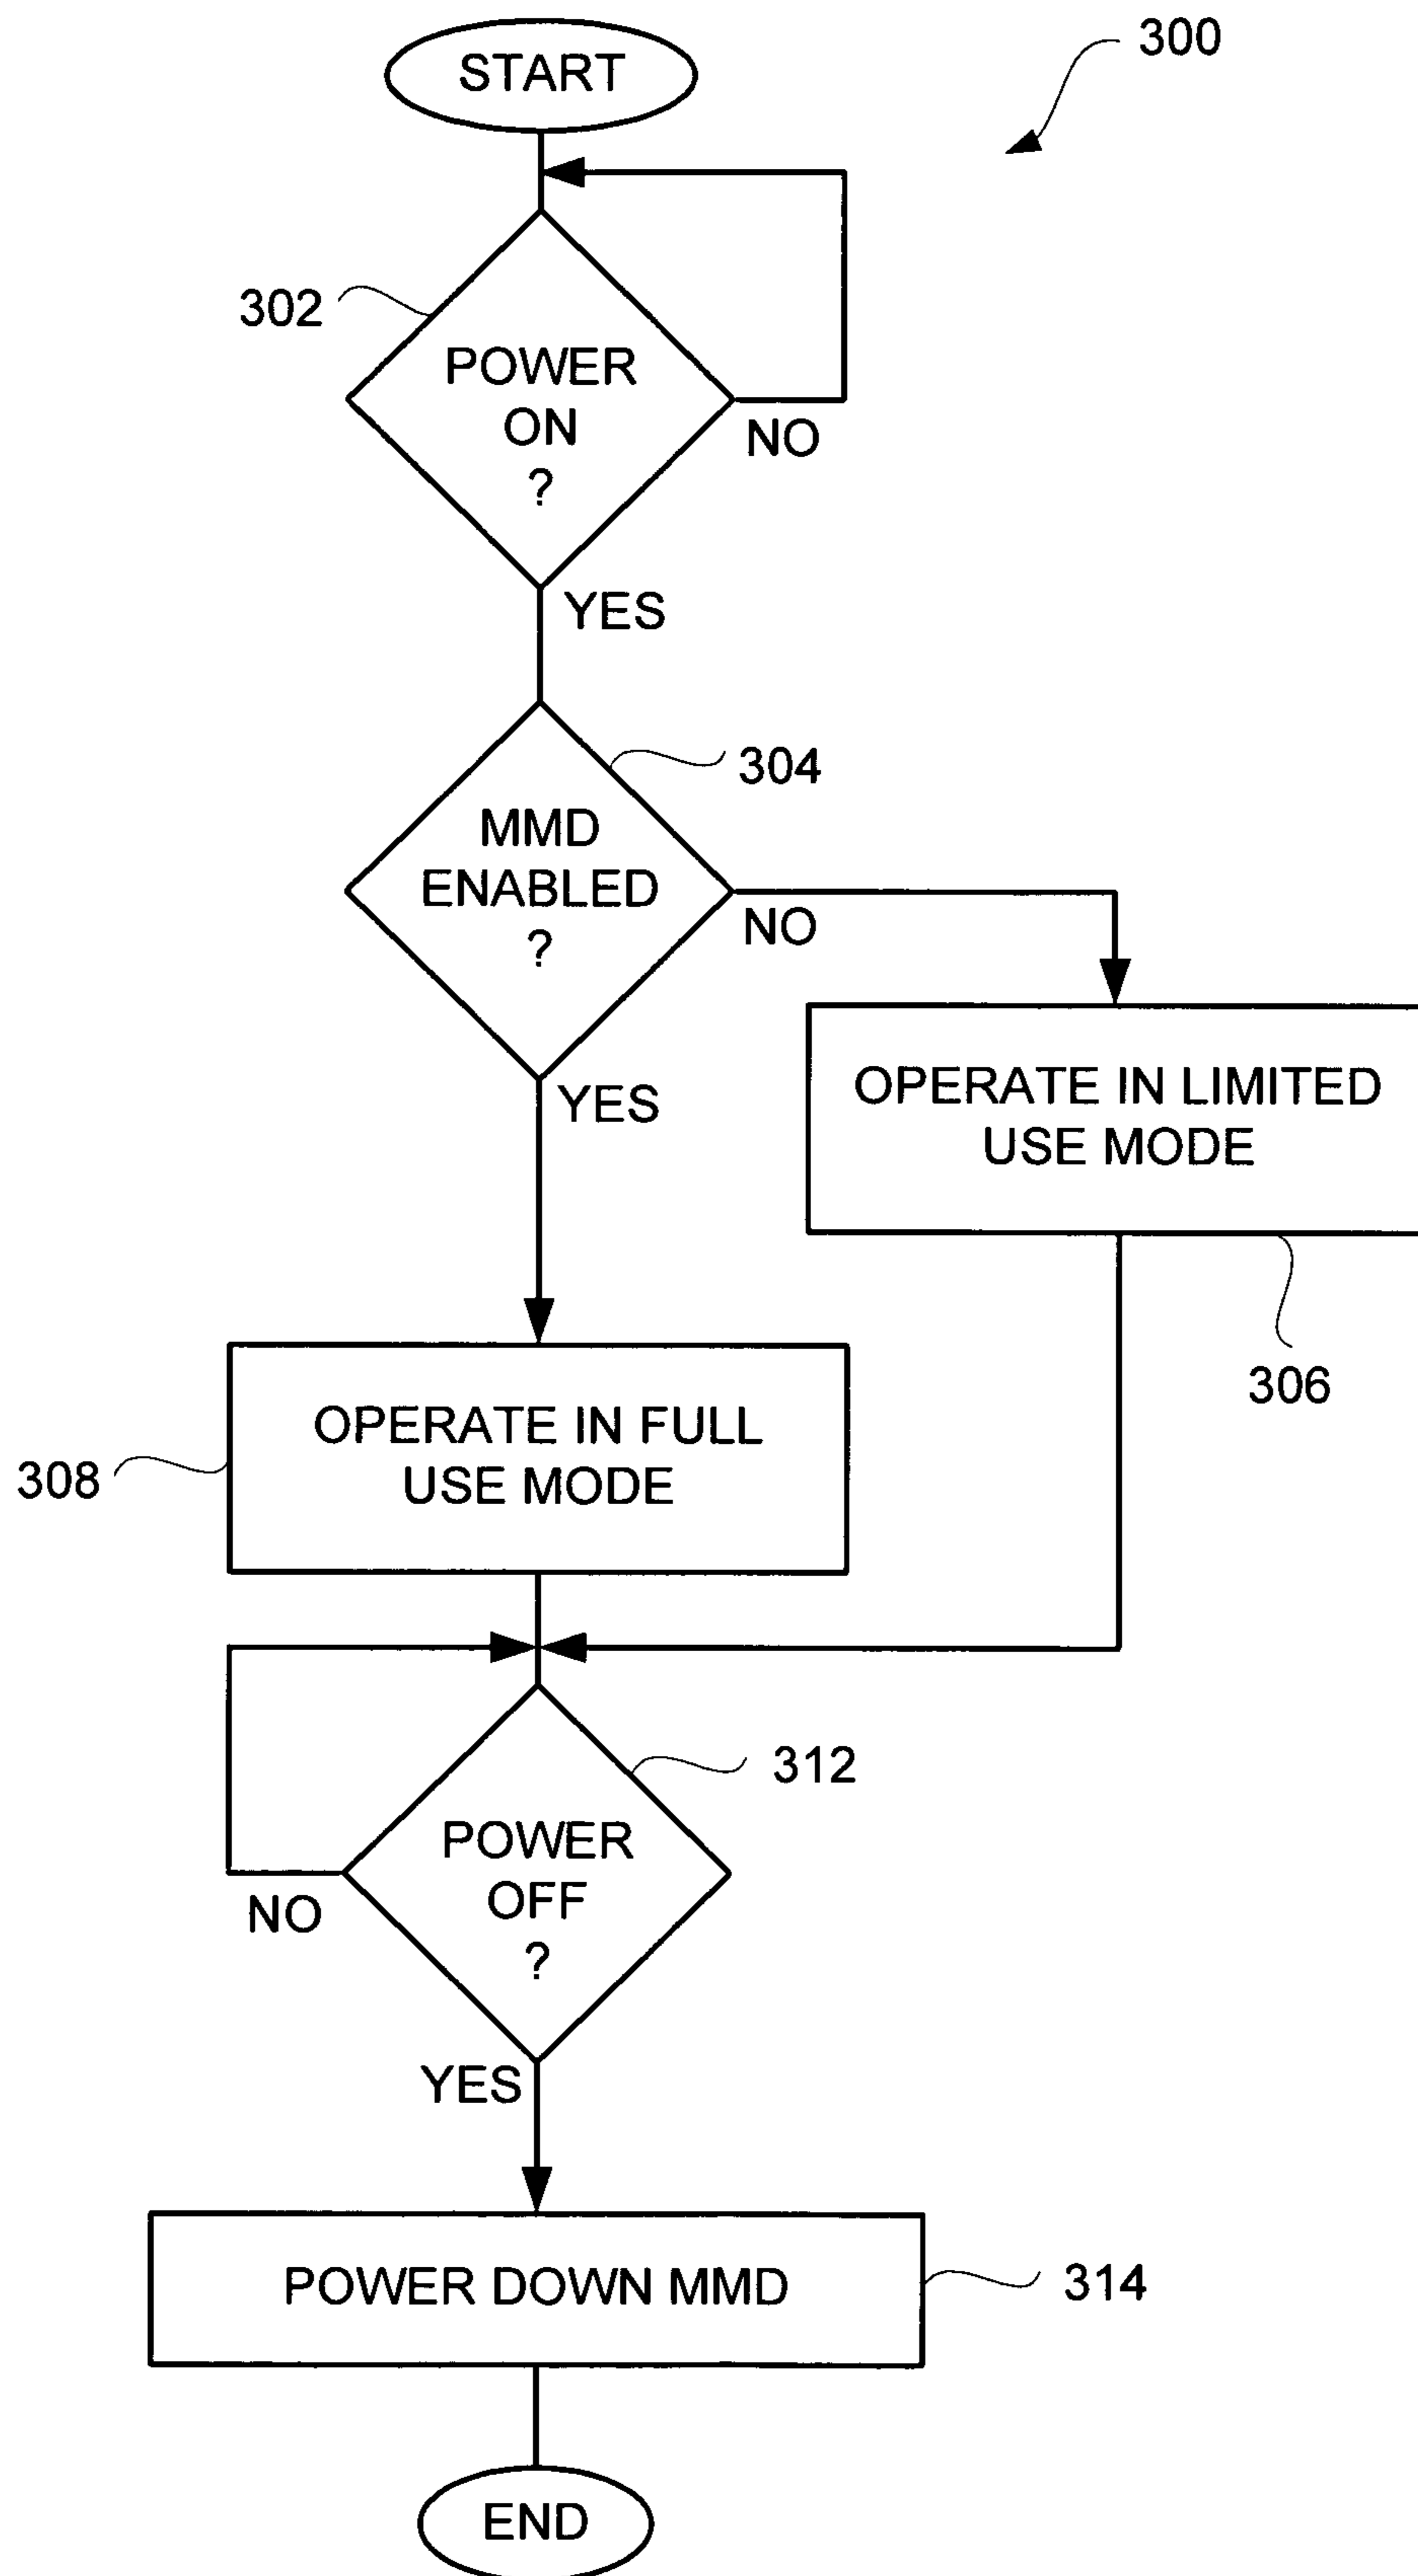 START
300
302
POWER
ON
?
NO
YES
304
MMD
ENABLED
?
NO
YES
OPERATE IN LIMITED
USE MODE
306
OPERATE IN FULL
USE MODE
308
312
POWER
OFF
?
NO
YES
POWER DOWN MMD
314
END